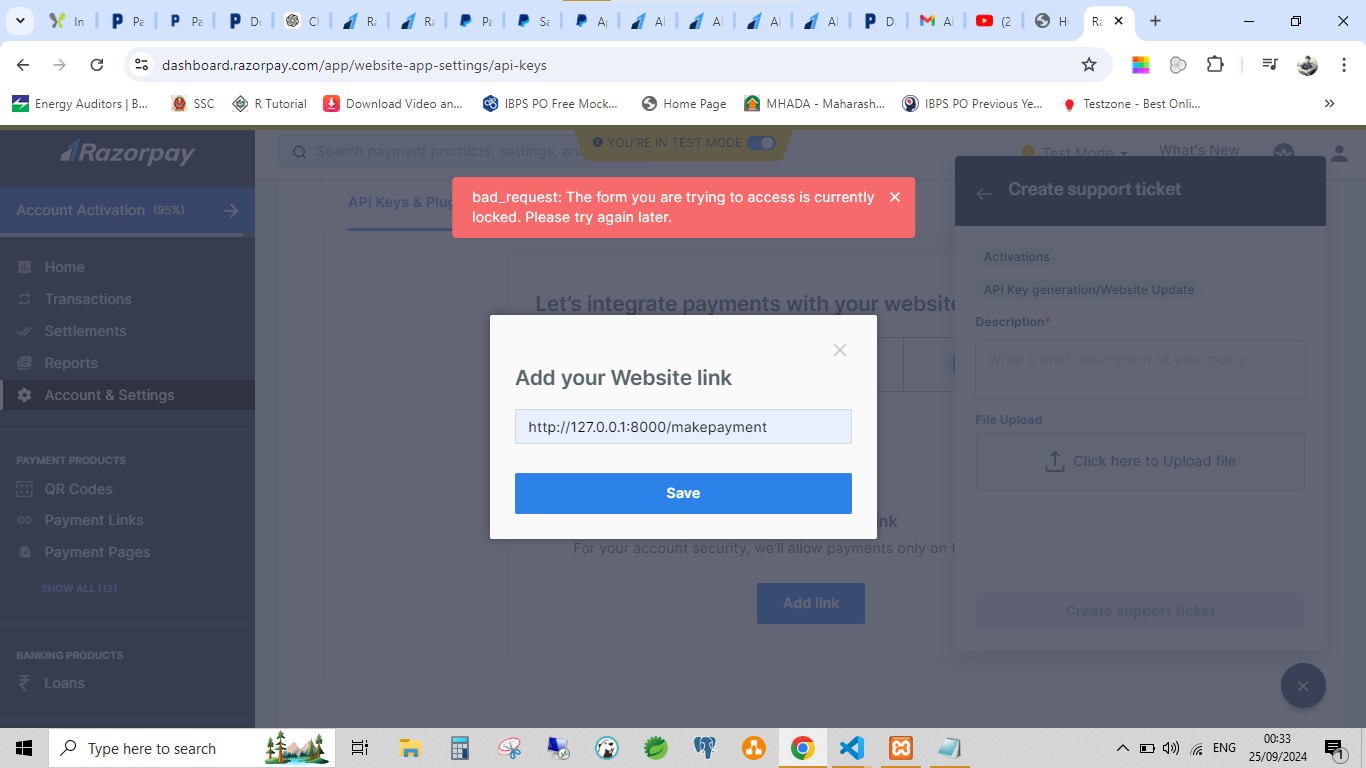 In
Pa
Pa
De
Cl
Ra
Ra
Pa
Sa
Ap
Al
Al
Al
Al
D
Al
(2
H
Ra
dashboard.razorpay.com/app/website-app-settings/api-keys
Energy Auditors | B...
SSC
R Tutorial
Download Video an...
IBPS PO Free Mock...
Home Page
MHADA - Maharash...
IBPS PO Previous Ye...
Testzone - Best Onli...
Razorpay
Search payment products, settings, an
YOU'RE IN TEST MODE
Test Mode
What's New
Account Activation (95%)
Home
Transactions
Settlements
Reports
Account & Settings
PAYMENT PRODUCTS
QR Codes
Payment Links
Payment Pages
SHOW ALL (12)
BANKING PRODUCTS
Loans
API Keys & Plug
bad_request: The form you are trying to access is currently
locked. Please try again later.
Let's integrate payments with your website
Add your Website link
http://127.0.0.1:8000/makepayment
Save
nk
For your account security, we'll allow payments only on t
Add link
Create support ticket
Activations
API Key generation/Website Update
Description*
Write a brief description of your query
File Upload
Click here to Upload file
Create support ticket
Type here to search
ENG
00:33
25/09/2024
1